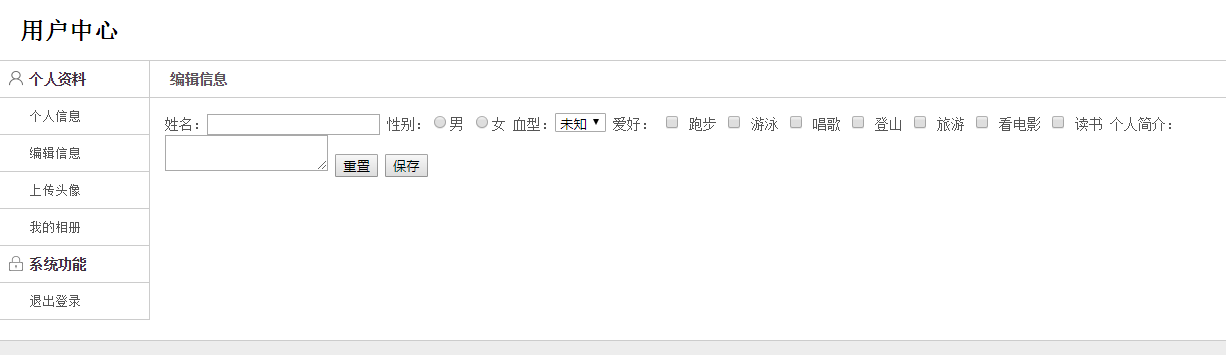 用户中心
个人资料
个人信息
编辑信息
上传头像
我的相册
系统功能
退出登录
编辑信息
姓名： 性别： 男 女 血型： 未知 爱好： 跑步 游泳 唱歌 登山 旅游 看电影 读书 个人简介：
重置 保存